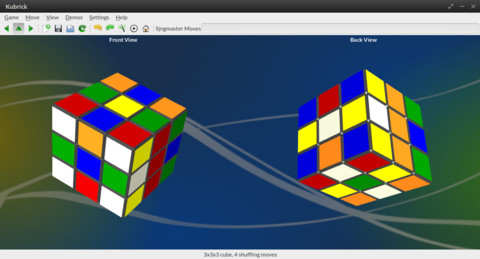 Kubrick
Game Move View Demos Settings Help
Singmaster Moves
Front View Back View
3x3x3 cube, 4 shuffling moves